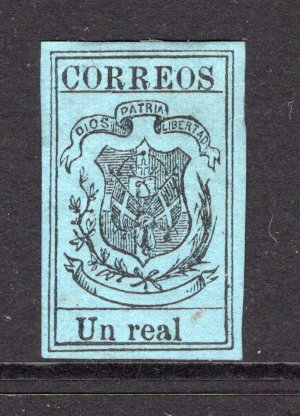 CORREOS
DIOS PATRIA LIBERTAD
Un real